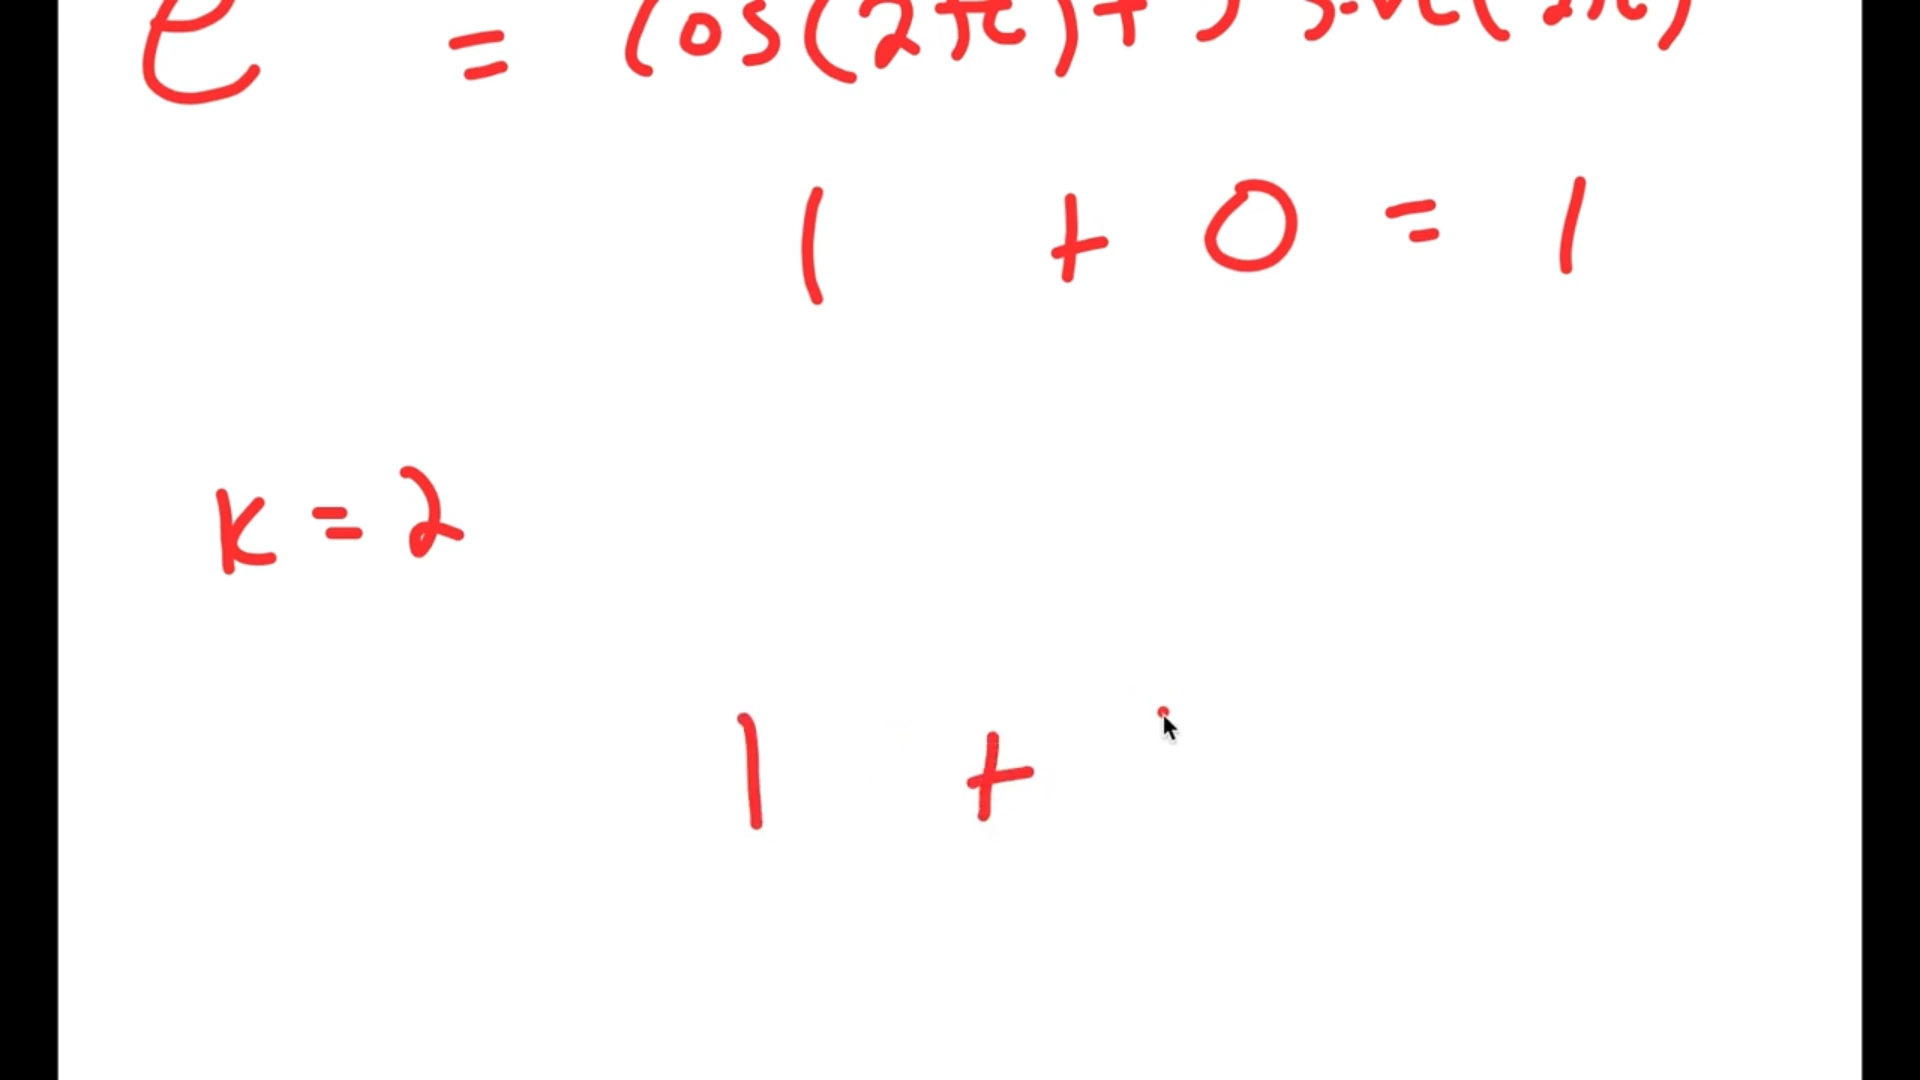 e = cos(2π) + j sin(2π)
1 + 0 = 1
k = 2
1 +